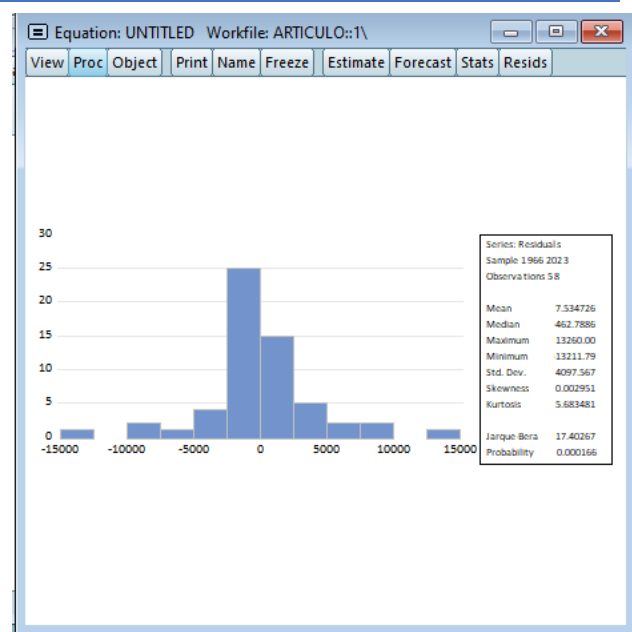 Equation: UNTITLED Workfile: ARTICULO::1\
View Proc Object Print Name Freeze Estimate Forecast Stats Resids
30
25
20
15
10
5
0
-15000 -10000 -5000 0 5000 10000 15000
Series: Residuals
Sample 1966 2023
Observations 58
Mean 7.534726
Median 462.7886
Maximum 13260.00
Minimum -13211.79
Std. Dev. 4097.567
Skewness 0.002951
Kurtosis 5.683481
Jarque-Bera 17.40267
Probability 0.000166